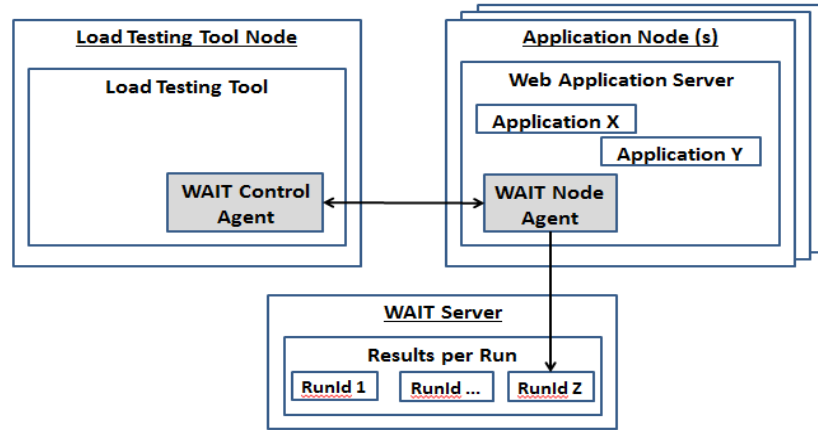 Load Testing Tool Node
Load Testing Tool
WAIT Control
Agent
Application Node (s)
Web Application Server
Application X
Application Y
WAIT Node
Agent
WAIT Server
Results per Run
RunId 1
RunId ...
RunId Z